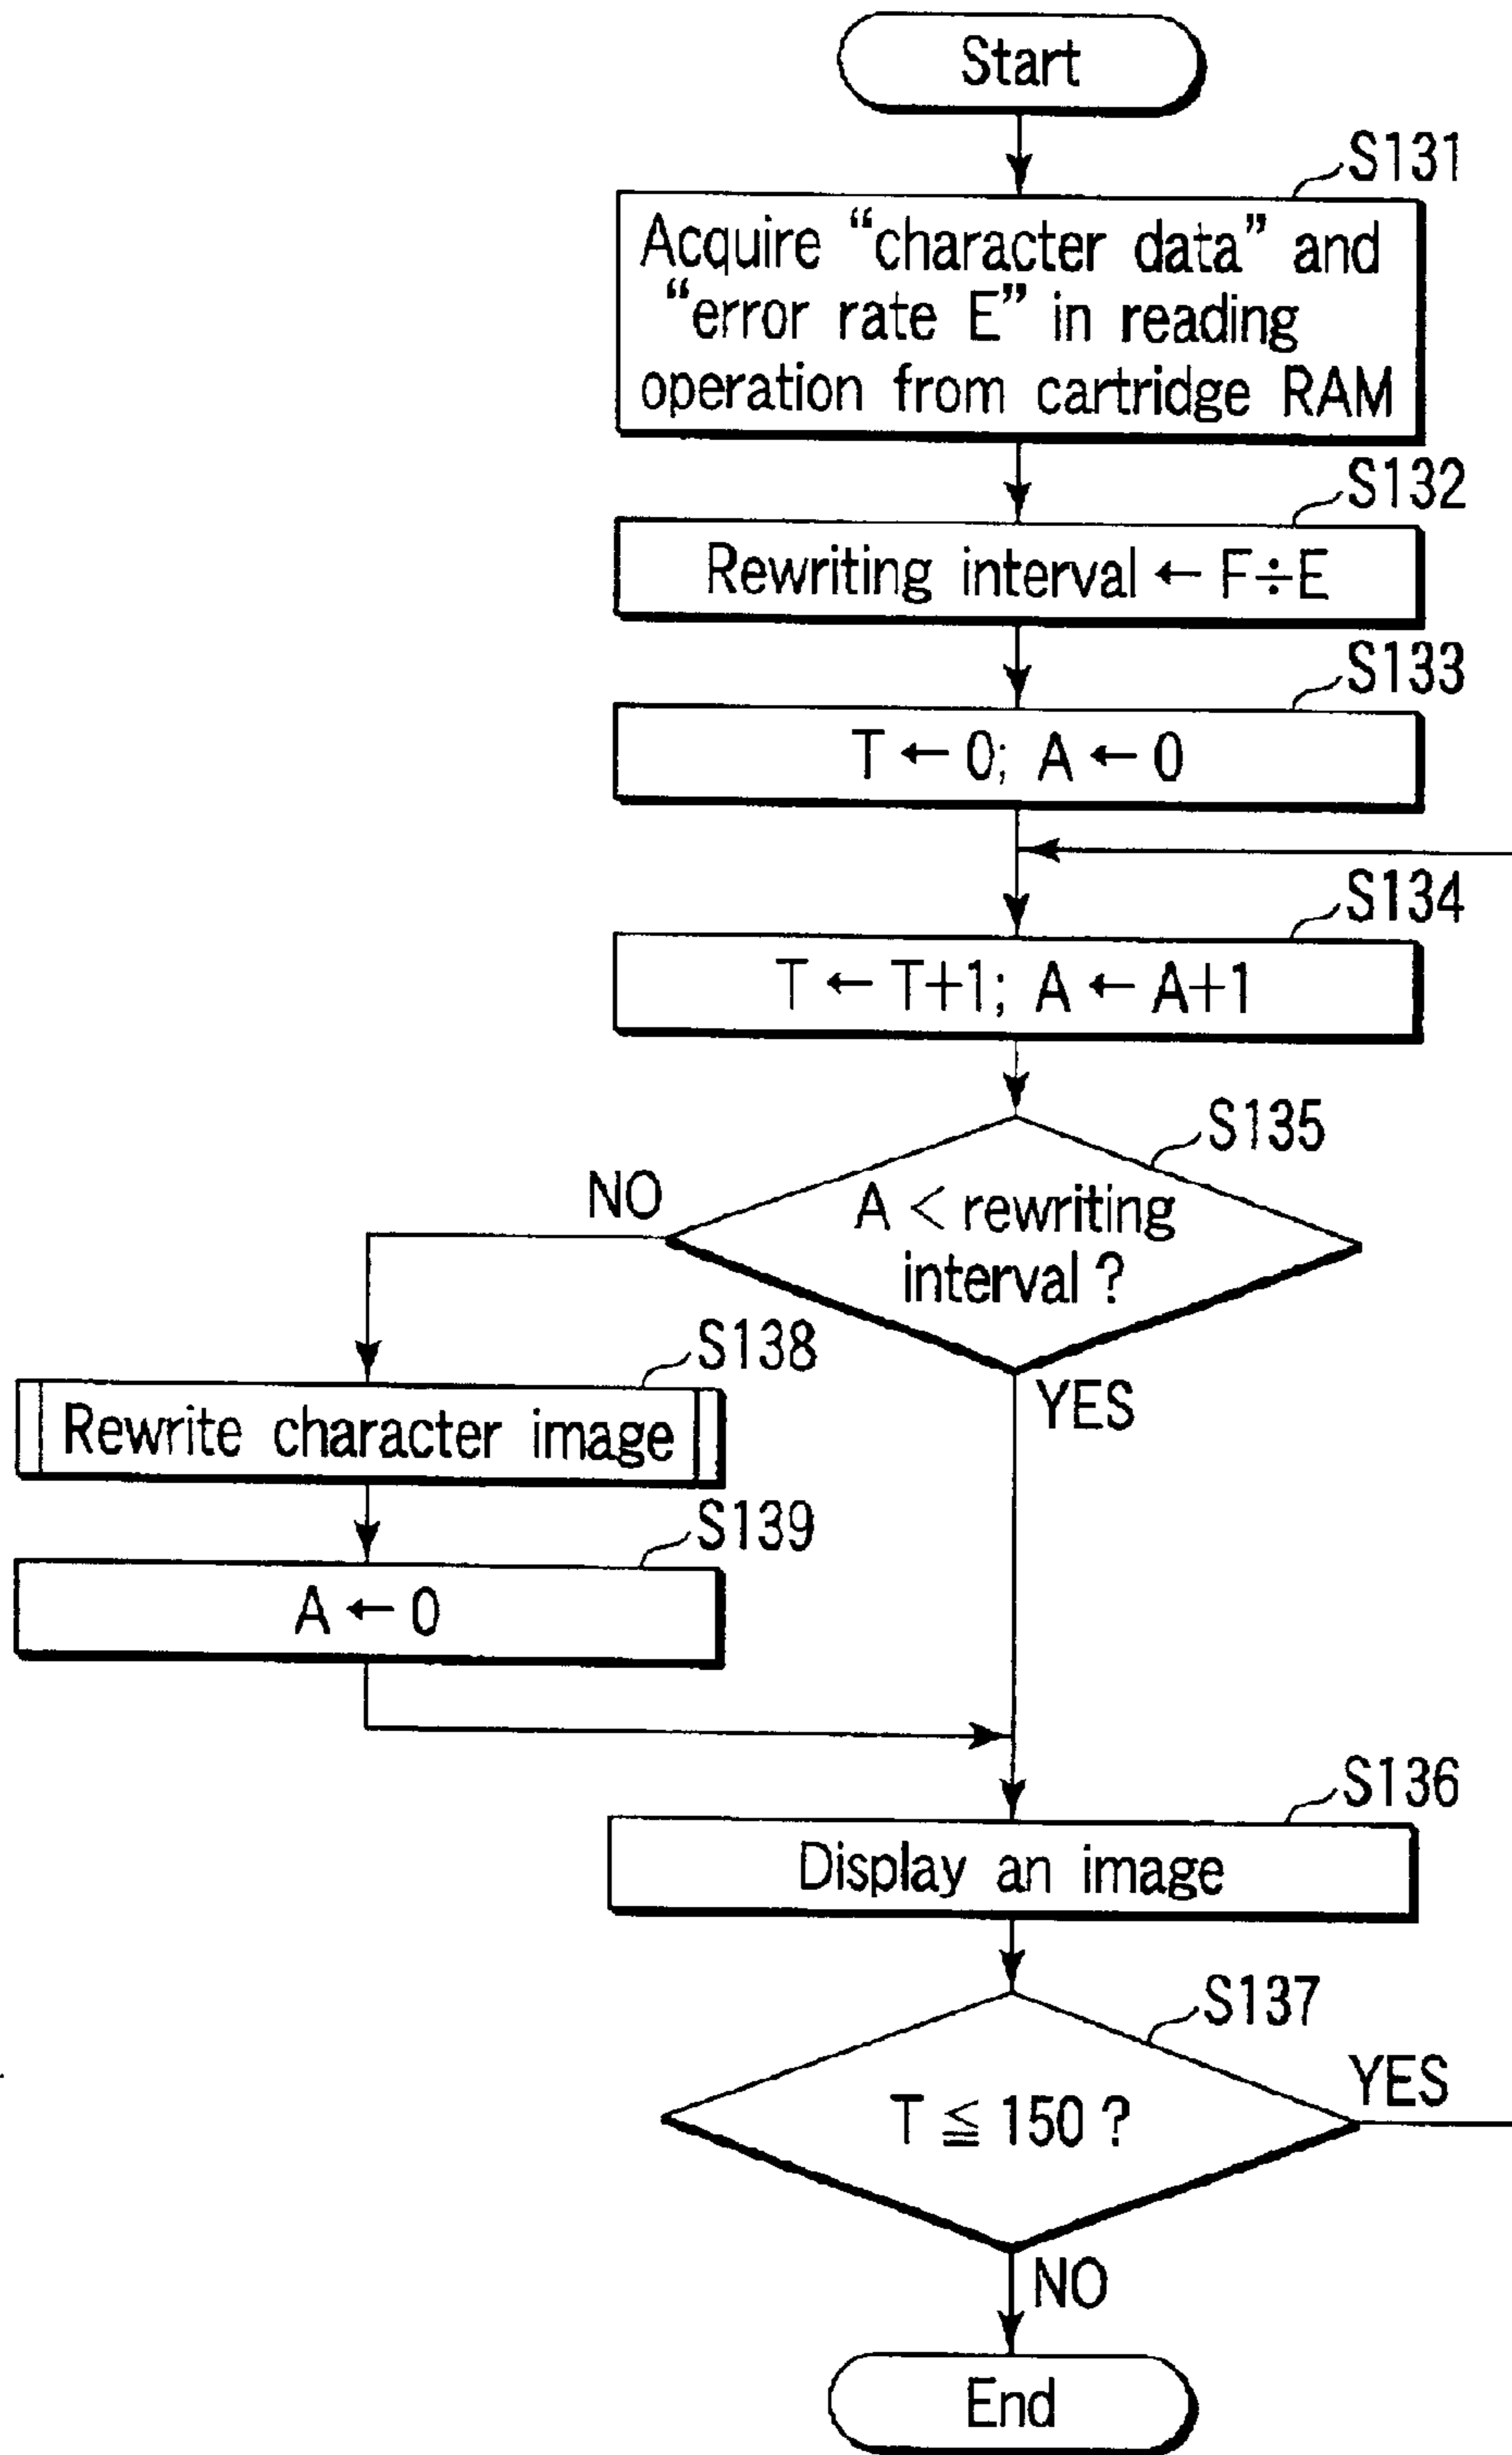 Start
S131
Acquire “character data” and
“error rate E” in reading
operation from cartridge RAM
S132
Rewriting interval ← F÷E
S133
T ← 0; A ← 0
S134
T ← T+1; A ← A+1
S135
A < rewriting
interval ?
NO
YES
S138
Rewrite character image
S139
A ← 0
S136
Display an image
S137
T ≦ 150 ?
YES
NO
End